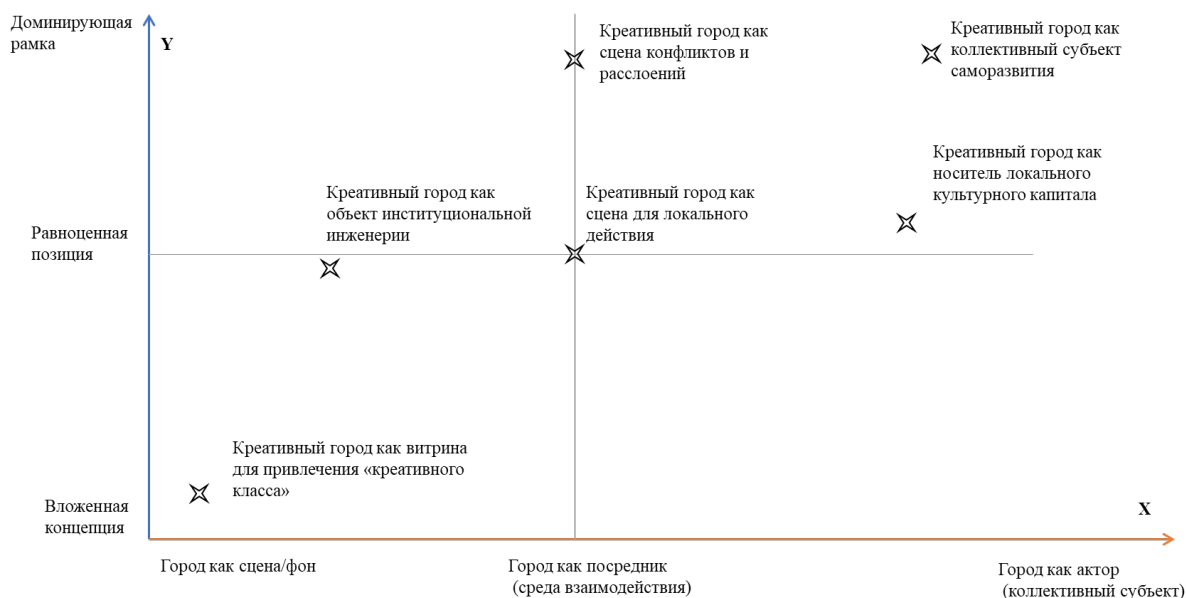 Доминирующая
рамка
Y
Креативный город как
сцена конфликтов и
расслоений
Креативный город как
коллективный субъект
саморазвития
Креативный город как
носитель локального
культурного капитала
Креативный город как
объект институциональной
инженерии
Креативный город как
сцена для локального
действия
Равноценная
позиция
Креативный город как витрина
для привлечения «креативного
класса»
Вложенная
концепция
X
Город как сцена/фон
Город как посредник
(среда взаимодействия)
Город как актор
(коллективный субъект)